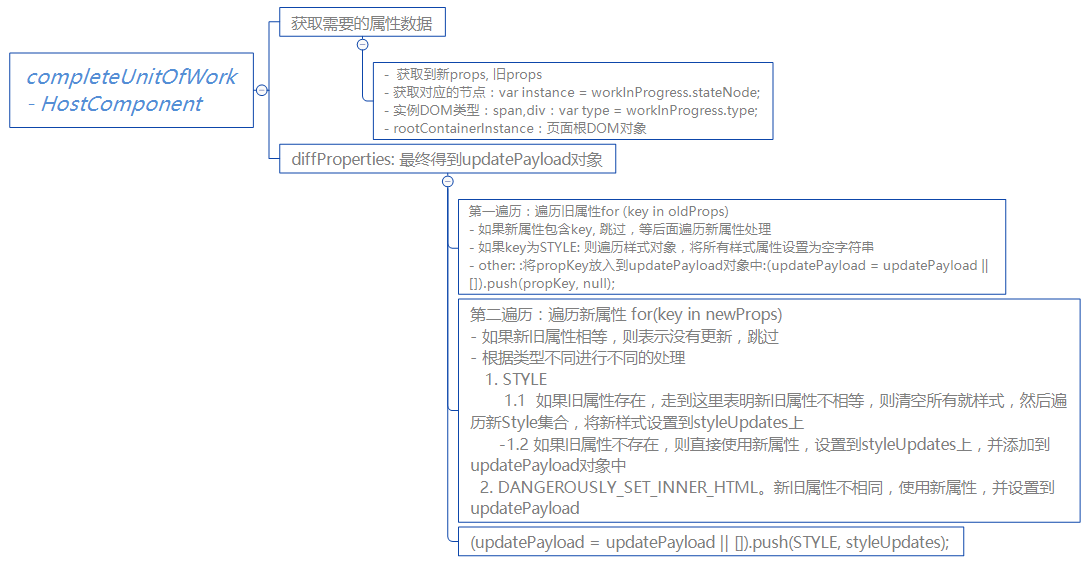 completeUnitOfWork
- HostComponent
获取需要的属性数据
- 获取到新props, 旧props
- 获取对应的节点：var instance = workInProgress.stateNode;
- 实例DOM类型：span,div：var type = workInProgress.type;
- rootContainerInstance：页面根DOM对象
diffProperties: 最终得到updatePayload对象
第一遍历：遍历旧属性for (key in oldProps)
- 如果新属性包含key, 跳过，等后面遍历新属性处理
- 如果key为STYLE: 则遍历样式对象，将所有样式属性设置为空字符串
- other: :将propKey放入到updatePayload对象中:(updatePayload = updatePayload ||
[]).push(propKey, null);
第二遍历：遍历新属性 for(key in newProps)
- 如果新旧属性相等，则表示没有更新，跳过
- 根据类型不同进行不同的处理
1. STYLE
1.1 如果旧属性存在，走到这里表明新旧属性不相等，则清空所有就样式，然后遍
历新Style集合，将新样式设置到styleUpdates上
-1.2 如果旧属性不存在，则直接使用新属性，设置到styleUpdates上，并添加到
updatePayload对象中
2. DANGEROUSLY_SET_INNER_HTML。新旧属性不相同，使用新属性，并设置到
updatePayload
(updatePayload = updatePayload || []).push(STYLE, styleUpdates);